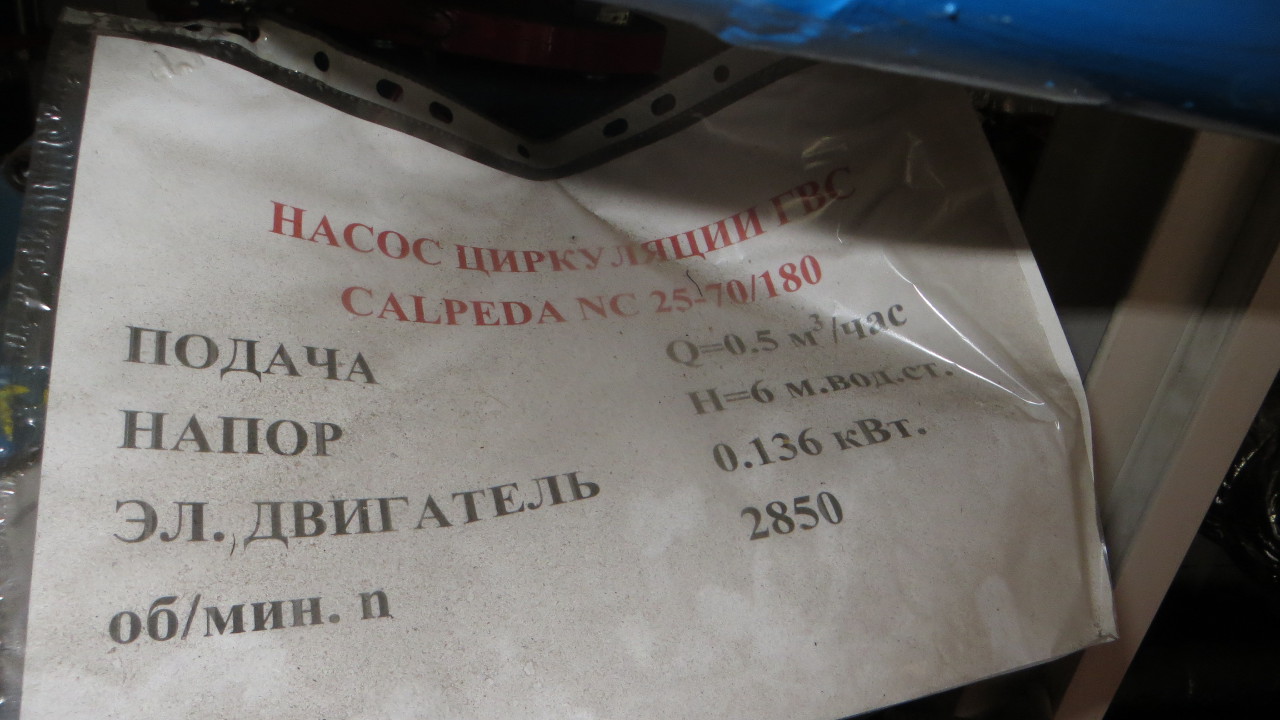 НАСОС ЦИРКУЛЯЦИИ ГВС
CALPEDA NC 25-70/180
ПОДАЧА Q=0.5 м³/час
НАПОР H=6 м.вод.ст.
ЭЛ. ДВИГАТЕЛЬ 0.136 кВт.
об/мин. n 2850